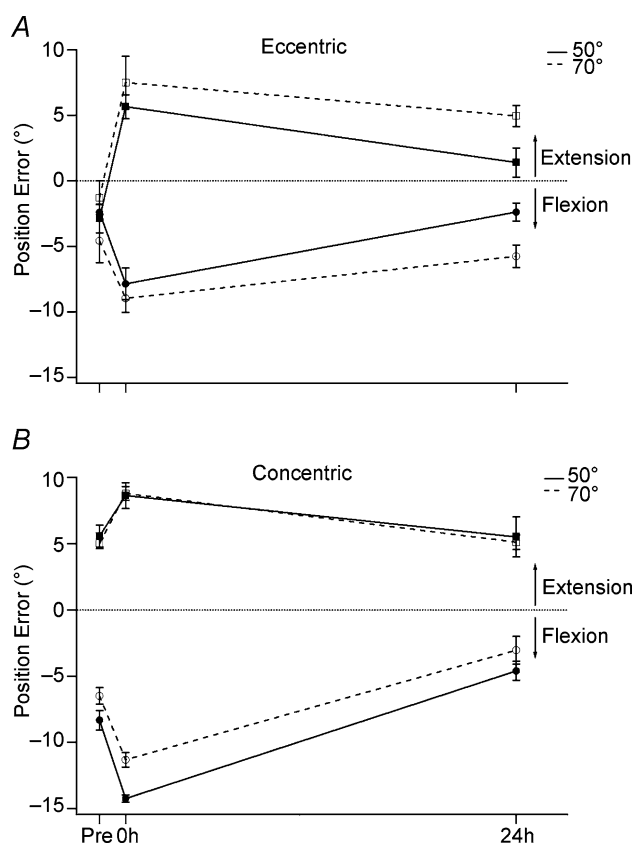 A
Eccentric
50°
70°
10
5
0
–5
–10
–15
Position Error (°)
Extension
Flexion
B
Concentric
50°
70°
10
5
0
–5
–10
–15
Position Error (°)
Extension
Flexion
Pre 0h 24h